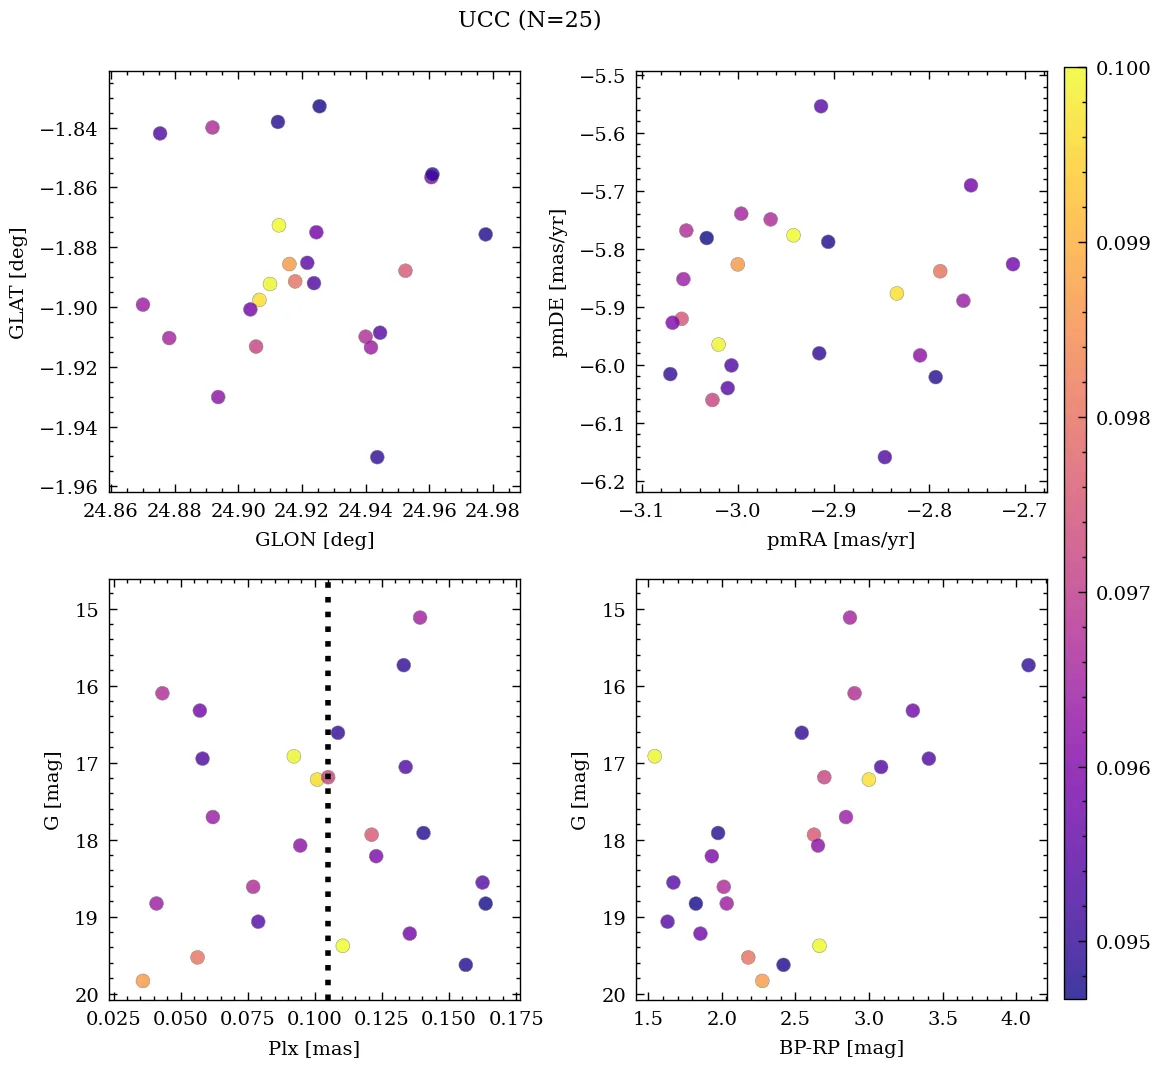 UCC (N=25)
−1.84
−1.86
−1.88
−1.90
−1.92
−1.94
−1.96
GLAT [deg]
24.86 24.88 24.90 24.92 24.94 24.96 24.98
GLON [deg]
−5.5
−5.6
−5.7
−5.8
−5.9
−6.0
−6.1
−6.2
pmDE [mas/yr]
−3.1 −3.0 −2.9 −2.8 −2.7
pmRA [mas/yr]
15
16
17
18
19
20
G [mag]
0.025 0.050 0.075 0.100 0.125 0.150 0.175
Plx [mas]
15
16
17
18
19
20
G [mag]
1.5 2.0 2.5 3.0 3.5 4.0
BP-RP [mag]
0.100
0.099
0.098
0.097
0.096
0.095